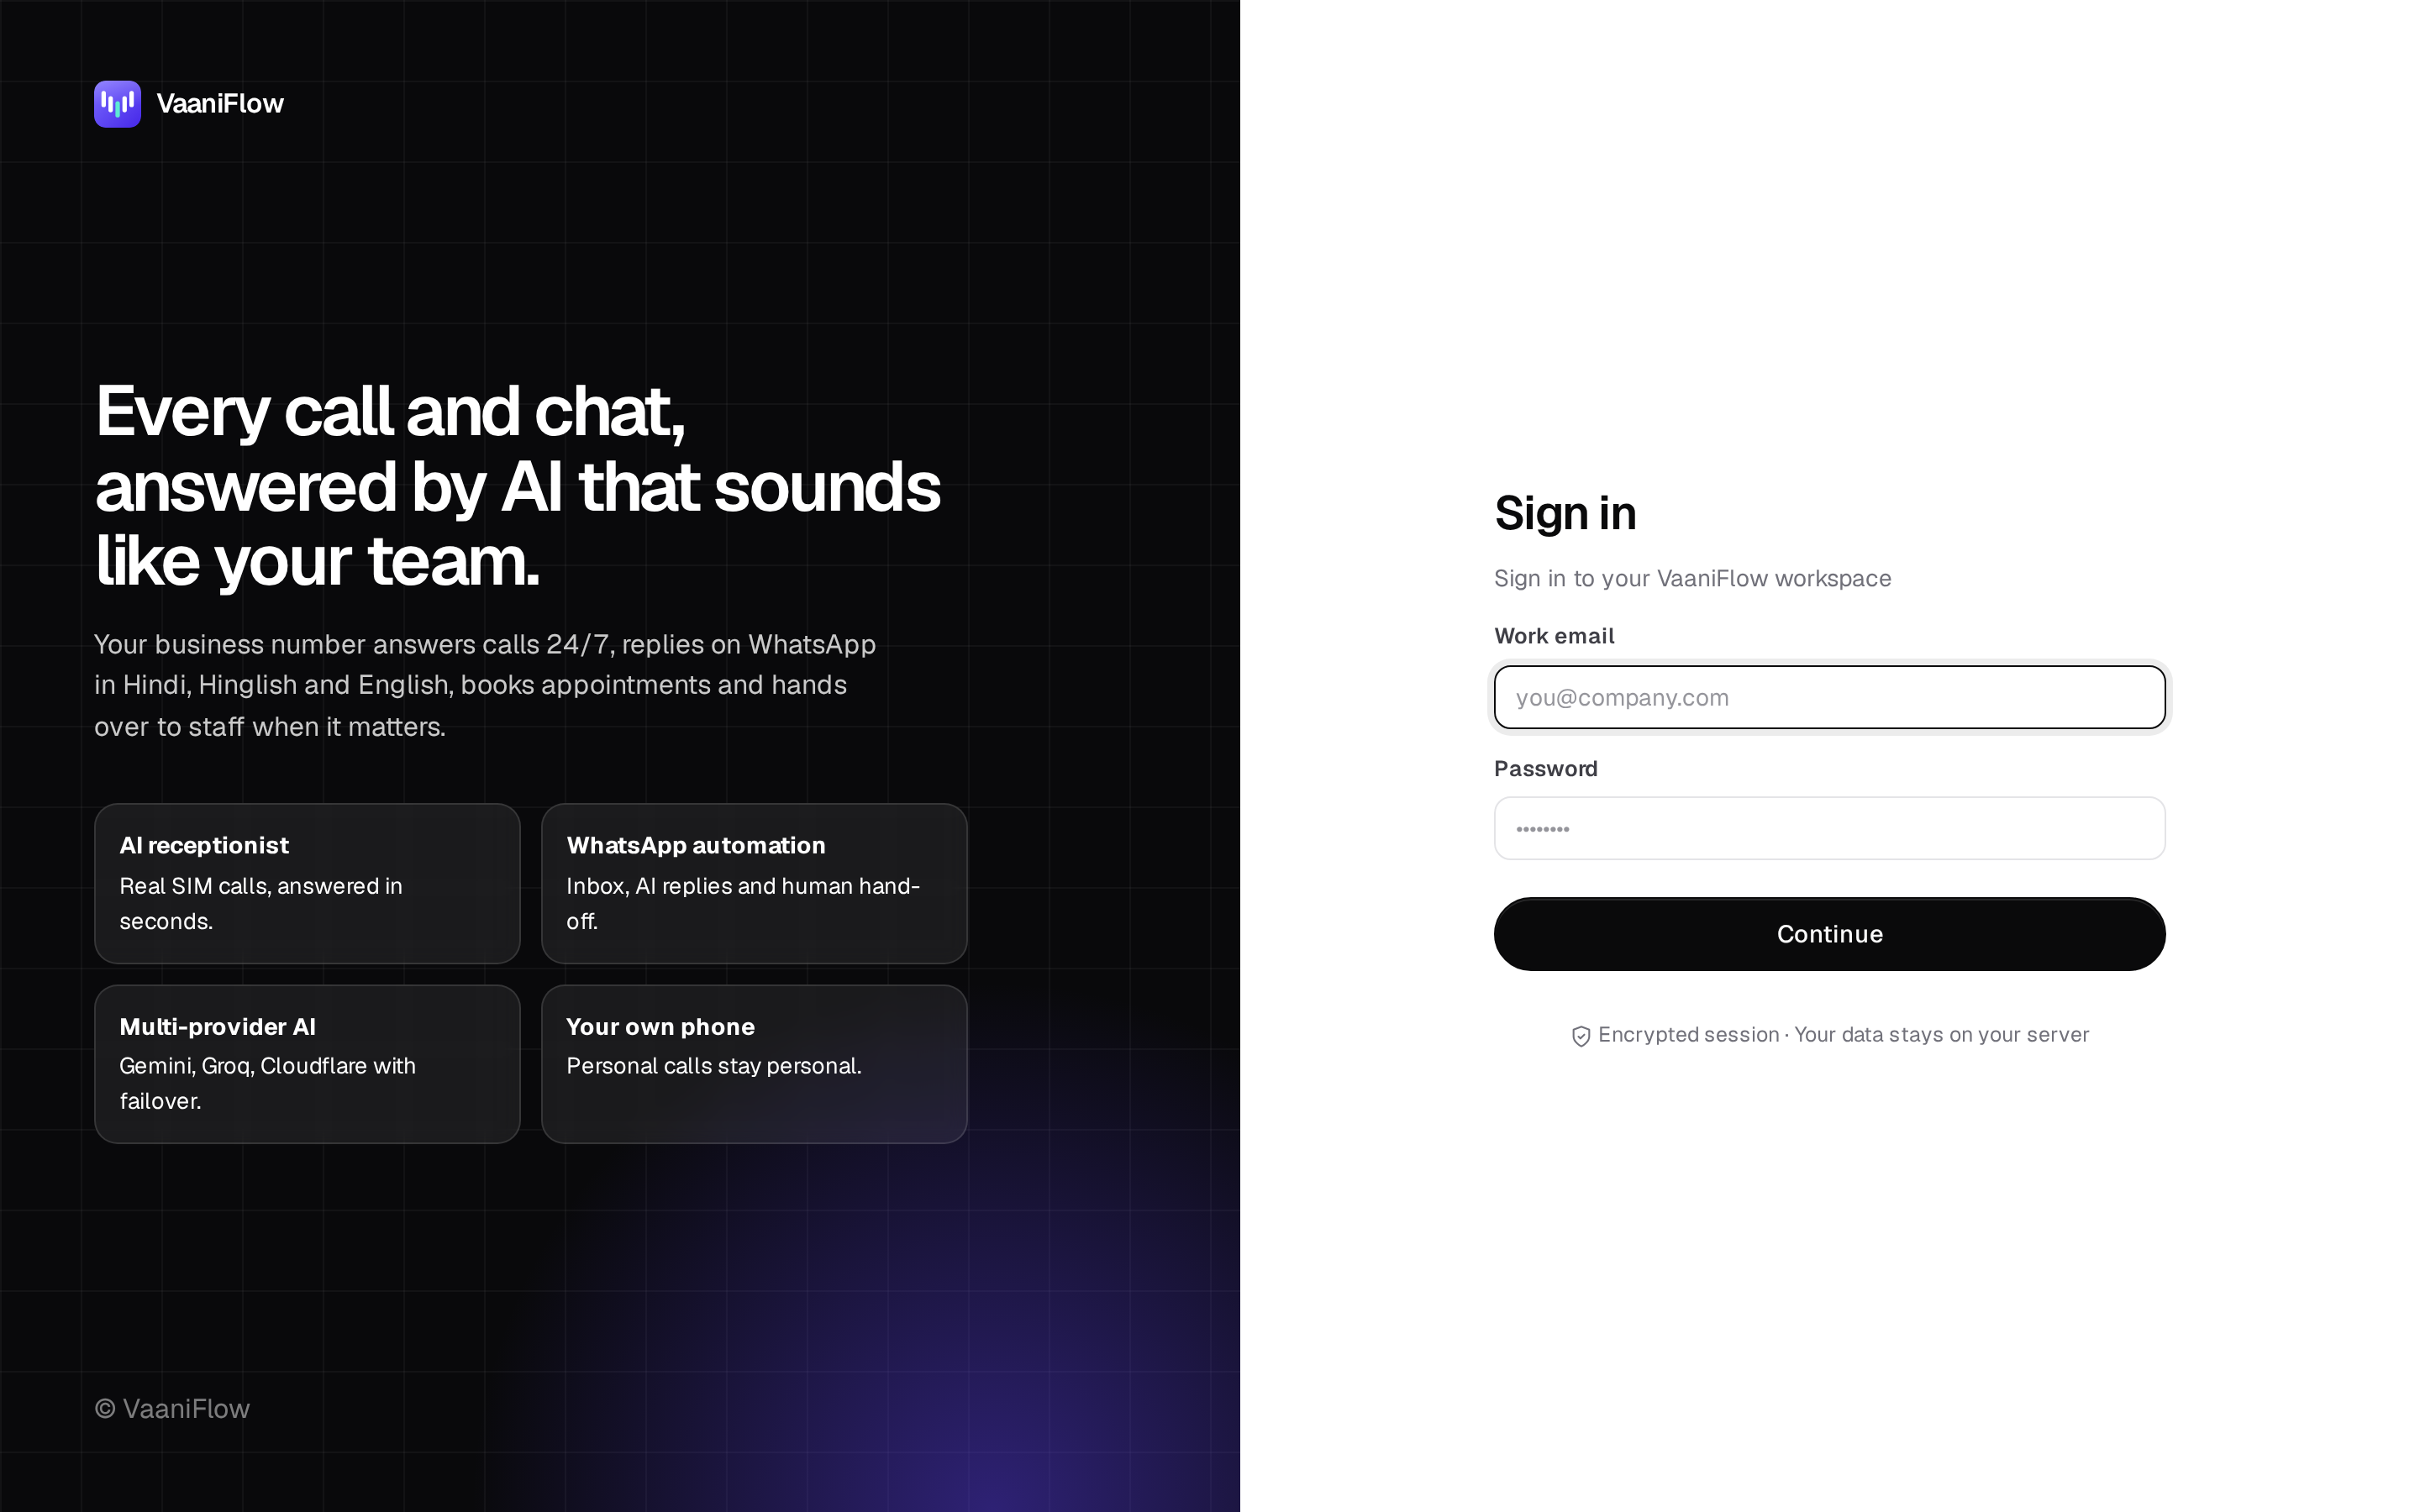 VaaniFlow
Every call and chat,
answered by AI that sounds
like your team.
Your business number answers calls 24/7, replies on WhatsApp
in Hindi, Hinglish and English, books appointments and hands
over to staff when it matters.
AI receptionist
Real SIM calls, answered in
seconds.
WhatsApp automation
Inbox, AI replies and human hand-
off.
Multi-provider AI
Gemini, Groq, Cloudflare with
failover.
Your own phone
Personal calls stay personal.
© VaaniFlow
Sign in
Sign in to your VaaniFlow workspace
Work email
you@company.com
Password
••••••••
Continue
Encrypted session · Your data stays on your server